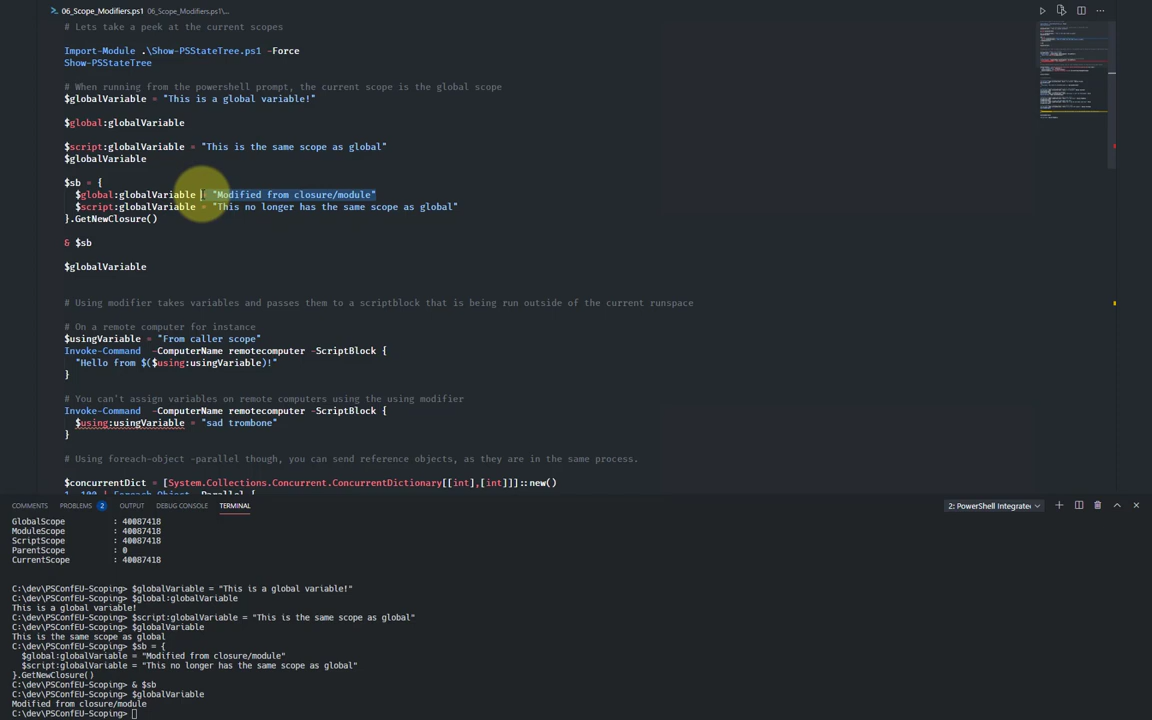 06_Scope_Modifiers.ps1 06_Scope_Modifiers.ps1\...
# Lets take a peek at the current scopes
Import-Module .\Show-PSStateTree.ps1 -Force
Show-PSStateTree
# When running from the powershell prompt, the current scope is the global scope
$globalVariable = "This is a global variable!"
$global:globalVariable
$script:globalVariable = "This is the same scope as global"
$globalVariable
$sb = {
$global:globalVariable = "Modified from closure/module"
$script:globalVariable = "This no longer has the same scope as global"
}.GetNewClosure()
& $sb
$globalVariable
# Using modifier takes variables and passes them to a scriptblock that is being run outside of the current runspace
# On a remote computer for instance
$usingVariable = "From caller scope"
Invoke-Command -ComputerName remotecomputer -ScriptBlock {
"Hello from $($using:usingVariable)!"
}
# You can't assign variables on remote computers using the using modifier
Invoke-Command -ComputerName remotecomputer -ScriptBlock {
$using:usingVariable = "sad trombone"
}
# Using foreach-object -parallel though, you can send reference objects, as they are in the same process.
$concurrentDict = [System.Collections.Concurrent.ConcurrentDictionary[[int],[int]]]::new()
1..100 | Foreach-Object -Parallel {
COMMENTS PROBLEMS 2 OUTPUT DEBUG CONSOLE TERMINAL 2: PowerShell Integrated
GlobalScope : 40087418
ModuleScope : 40087418
ScriptScope : 40087418
ParentScope : 0
CurrentScope : 40087418
C:\dev\PSConfEU-Scoping> $globalVariable = "This is a global variable!"
C:\dev\PSConfEU-Scoping> $global:globalVariable
This is a global variable!
C:\dev\PSConfEU-Scoping> $script:globalVariable = "This is the same scope as global"
C:\dev\PSConfEU-Scoping> $globalVariable
This is the same scope as global
C:\dev\PSConfEU-Scoping> $sb = {
$global:globalVariable = "Modified from closure/module"
$script:globalVariable = "This no longer has the same scope as global"
}.GetNewClosure()
C:\dev\PSConfEU-Scoping> & $sb
C:\dev\PSConfEU-Scoping> $globalVariable
Modified from closure/module
C:\dev\PSConfEU-Scoping>